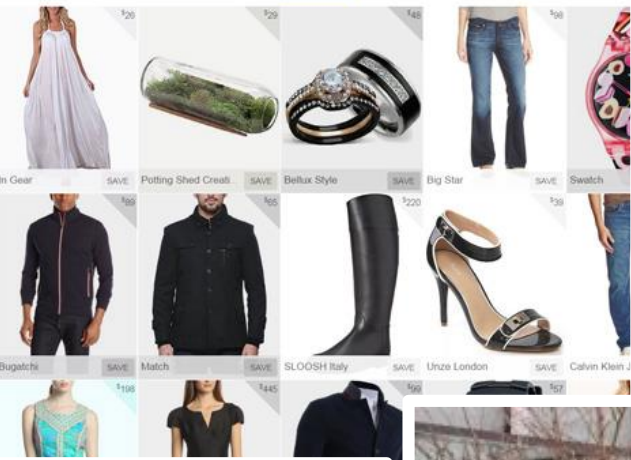 $26
$29
$48
$98
In Gear SAVE
Potting Shed Creati.. SAVE
Bellux Style SAVE
Big Star SAVE
Swatch
$89
$65
$220
$39
Bugatchi SAVE
Match SAVE
SLOOSH Italy SAVE
Unze London SAVE
Calvin Klein J
$198
$445
$99
$57